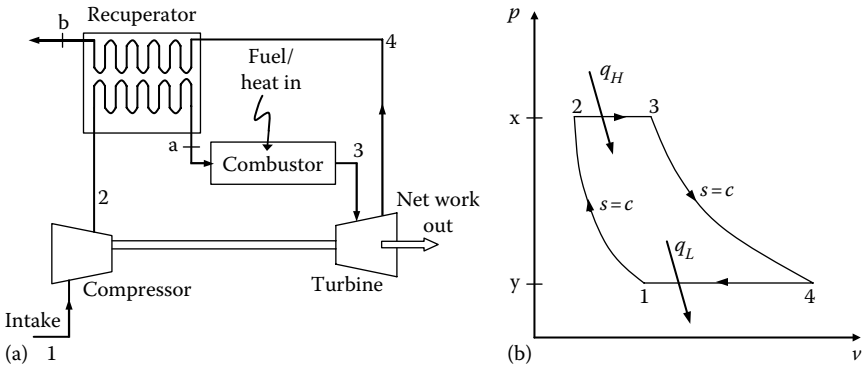 b
Recuperator
4
Fuel/
heat in
a
Combustor
3
2
Net work
out
Compressor
Turbine
Intake
1
(a)
p
q_H
x
2
3
s = c
s = c
q_L
y
1
4
(b)
v